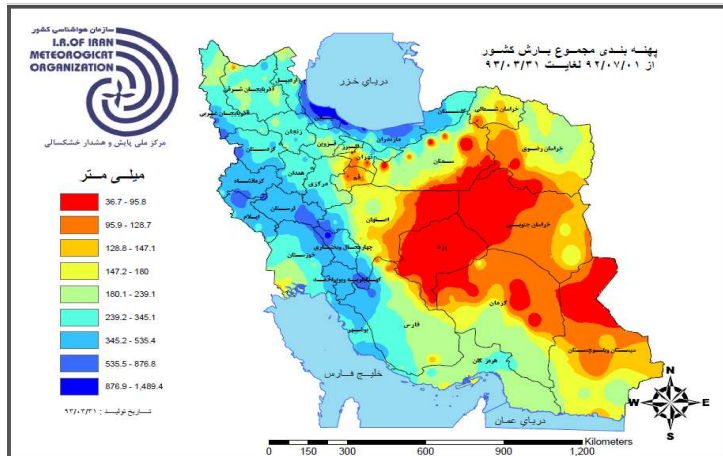 سازمان هواشناسی کشور
I.R.OF IRAN
METEOROLOGICAT
ORGANIZATION
مرکز ملی پایش و هشدار خشکسالی
پهنه بندی مجموع بارش کشور
از ۹۲/۰۷/۰۱ لغایت ۹۳/۰۳/۳۱
میلی متر
36.7 - 95.8
95.9 - 128.7
128.8 - 147.1
147.2 - 180
180.1 - 239.1
239.2 - 345.1
345.2 - 535.4
535.5 - 876.8
876.9 - 1,489.4
تاریخ تولید : ۹۳/۰۳/۳۱
دریای خزر
اردبیل
آذربایجان شرقی
آذربایجان غربی
زنجان
کردستان
قزوین
البرز
تهران
مازندران
گلستان
خراسان شمالی
خراسان رضوی
سمنان
قم
همدان
مرکزی
کرمانشاه
لرستان
ایلام
اصفهان
چهارمحال وبختیاری
خوزستان
کهگیلویه وبویراحمد
یزد
خراسان جنوبی
کرمان
فارس
بوشهر
هرمزگان
سیستان وبلوچستان
خلیج فارس
دریای عمان
N
W E
S
0 150 300 600 900 1,200
Kilometers